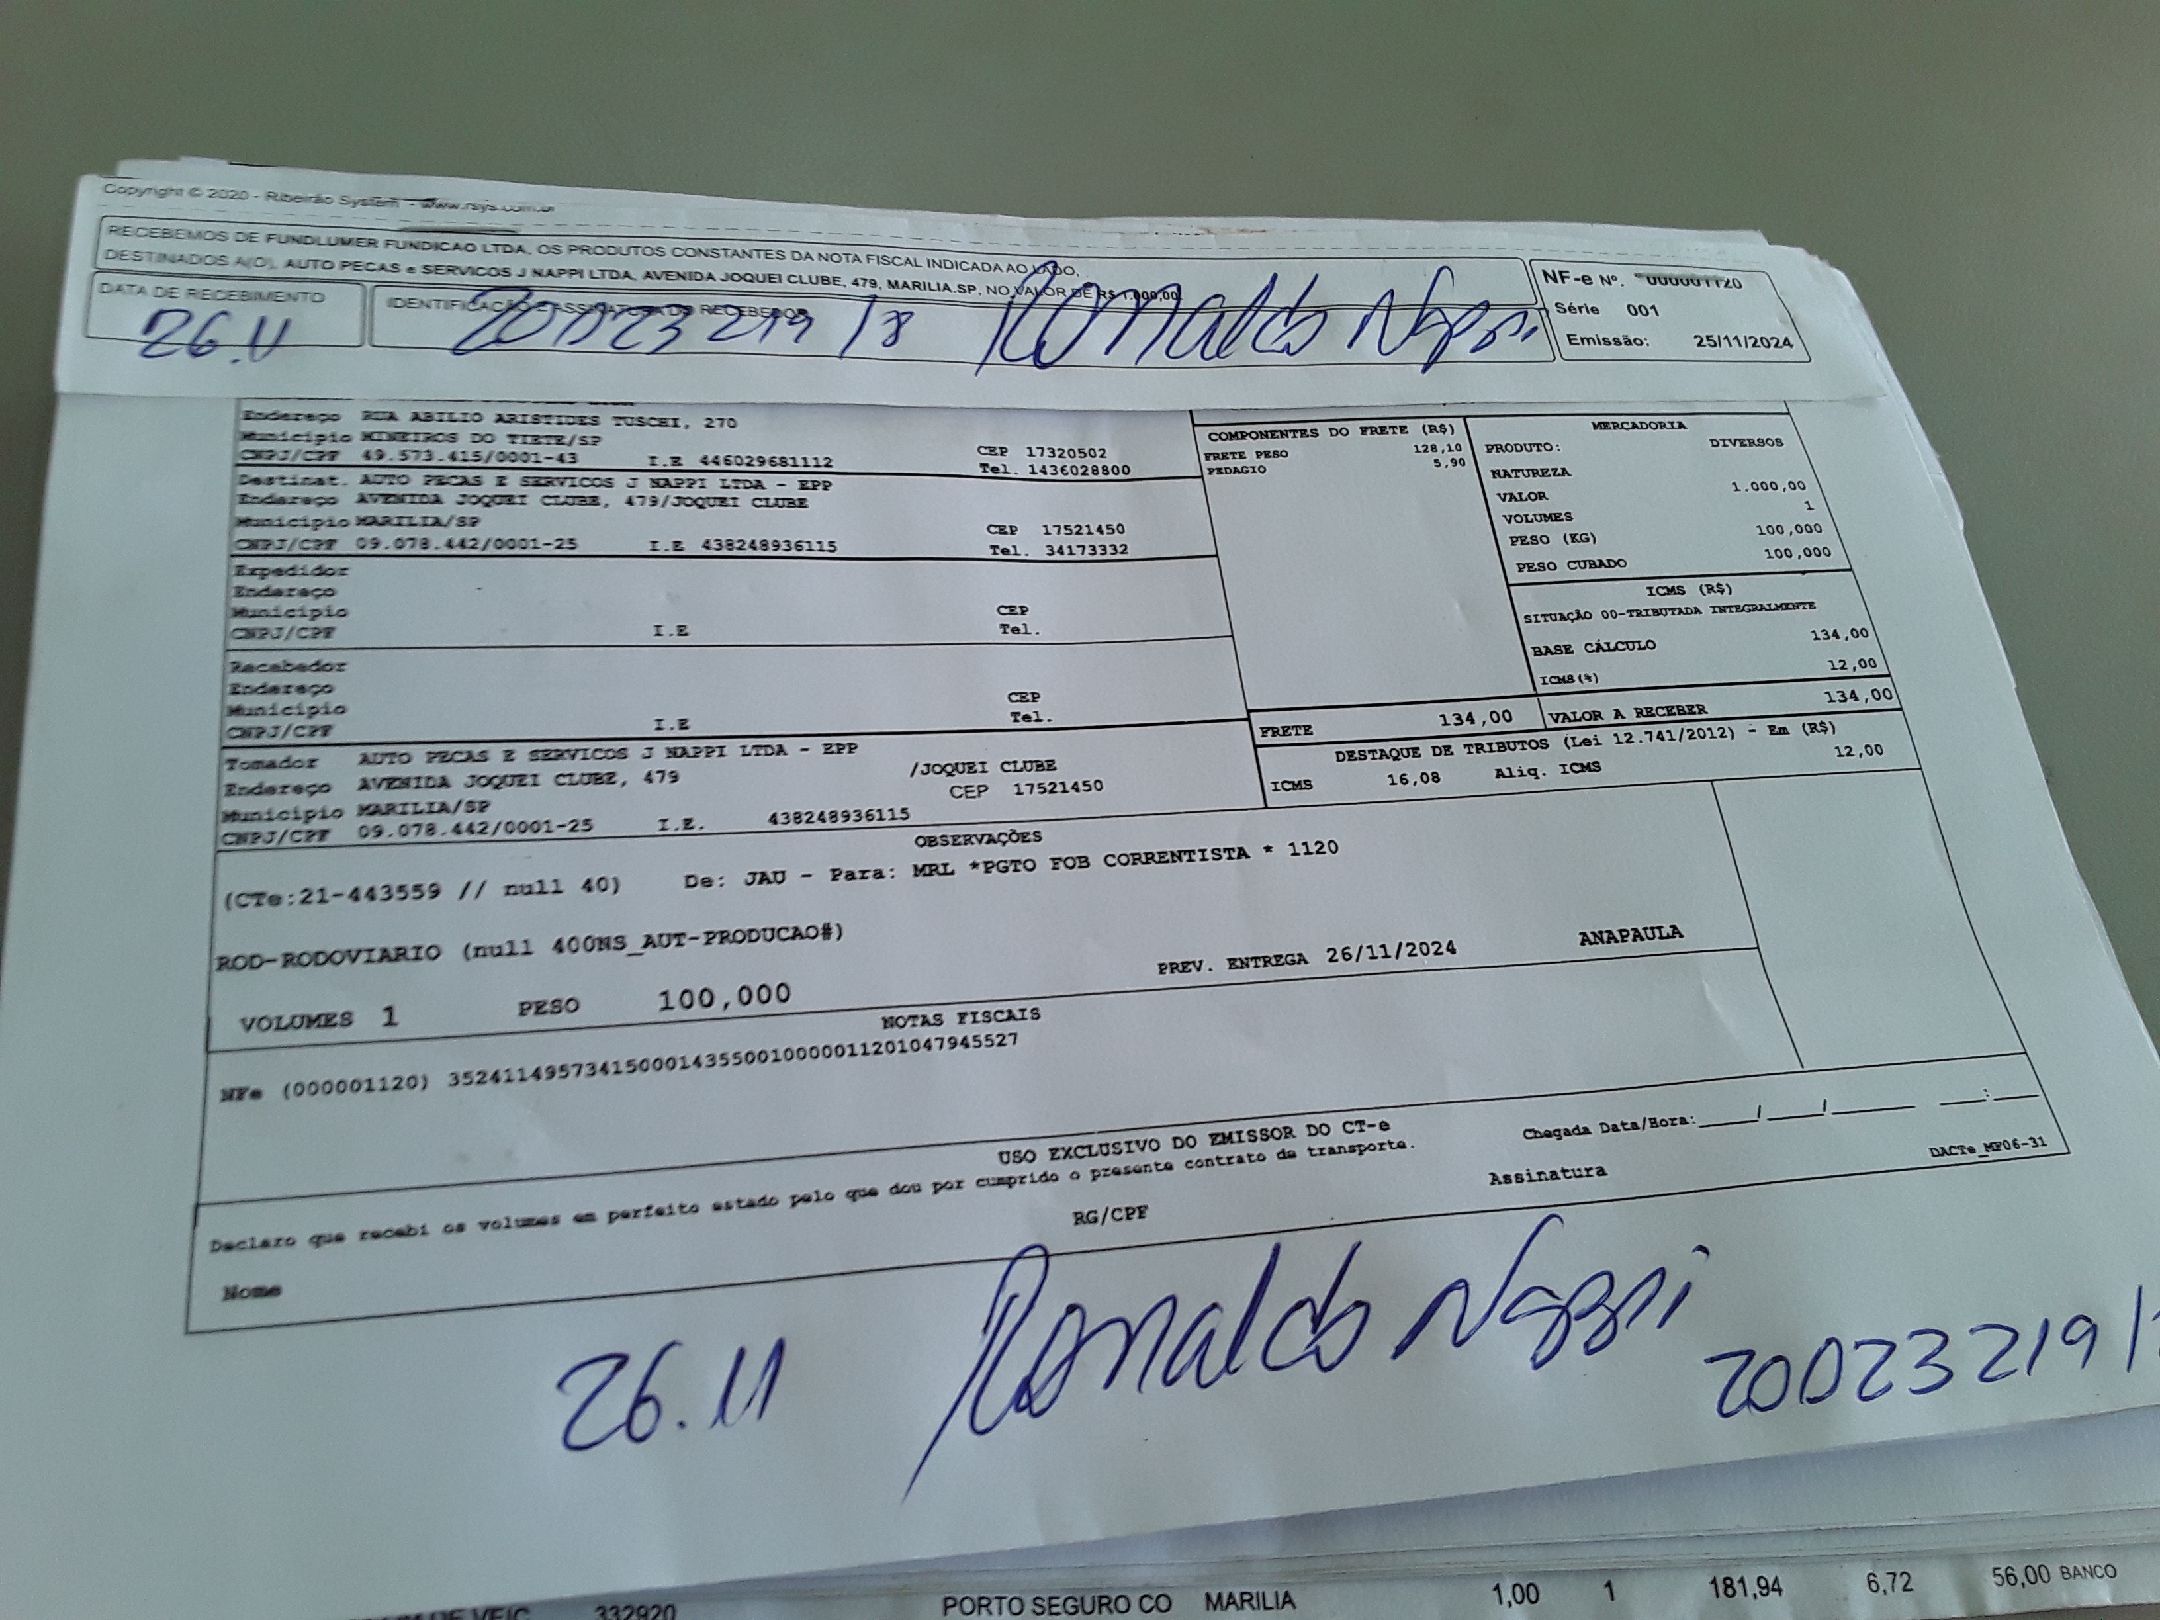 Copyright © 2020 - Ribeirão System - www.rsys.com.br
RECEBEMOS DE FUNDLUMER FUNDICAO LTDA, OS PRODUTOS CONSTANTES DA NOTA FISCAL INDICADA AO LADO,
DESTINADOS A(O), AUTO PECAS e SERVICOS J NAPPI LTDA, AVENIDA JOQUEI CLUBE, 479, MARILIA.SP, NO VALOR DE R$ 1.000,00.
NF-e Nº. 000001120
Série 001
Emissão: 25/11/2024
DATA DE RECEBIMENTO
26.11
IDENTIFICAÇÃO E ASSINATURA DO RECEBEDOR
20023219 / 8 Ronaldo Nappi
Endereço RUA ABILIO ARISTIDES TUSCHI, 270
Municipio MINEIROS DO TIETE/SP CEP 17320502
CNPJ/CPF 49.573.415/0001-43 I.E 446029681112 Tel. 1436028800
Destinat. AUTO PECAS E SERVICOS J NAPPI LTDA - EPP
Endereço AVENIDA JOQUEI CLUBE, 479/JOQUEI CLUBE
Municipio MARILIA/SP CEP 17521450
CNPJ/CPF 09.078.442/0001-25 I.E 438248936115 Tel. 34173332
Expedidor
Endereço
Municipio CEP
CNPJ/CPF I.E Tel.
Recebedor
Endereço
Municipio CEP
CNPJ/CPF I.E Tel.
Tomador AUTO PECAS E SERVICOS J NAPPI LTDA - EPP
Endereço AVENIDA JOQUEI CLUBE, 479 /JOQUEI CLUBE
Municipio MARILIA/SP CEP 17521450
CNPJ/CPF 09.078.442/0001-25 I.E. 438248936115
COMPONENTES DO FRETE (R$)
FRETE PESO 128,10
PEDAGIO 5,90
MERCADORIA
PRODUTO: DIVERSOS
NATUREZA
VALOR 1.000,00
VOLUMES 1
PESO (KG) 100,000
PESO CUBADO 100,000
ICMS (R$)
SITUAÇÃO 00-TRIBUTADA INTEGRALMENTE
BASE CÁLCULO 134,00
ICMS(%) 12,00
FRETE 134,00 VALOR A RECEBER 134,00
DESTAQUE DE TRIBUTOS (Lei 12.741/2012) - Em (R$)
ICMS 16,08 Aliq. ICMS 12,00
OBSERVAÇÕES
(CTe:21-443559 // null 40) De: JAU - Para: MRL *PGTO FOB CORRENTISTA * 1120
ROD-RODOVIARIO (null 400NS_AUT-PRODUCAO#)
PREV. ENTREGA 26/11/2024 ANAPAULA
VOLUMES 1 PESO 100,000
NOTAS FISCAIS
NFe (000001120) 35241149573415000143550010000011201047945527
USO EXCLUSIVO DO EMISSOR DO CT-e
Declaro que recebi os volumes em perfeito estado pelo que dou por cumprido o presente contrato de transporte.
Chegada Data/Hora:____/____/______ ___:___
Nome RG/CPF Assinatura DACTe_MF06-31
26.11 Ronaldo Nappi 20023219 /
DE VEIC 332920 PORTO SEGURO CO MARILIA 1,00 1 181,94 6,72 56,00 BANCO